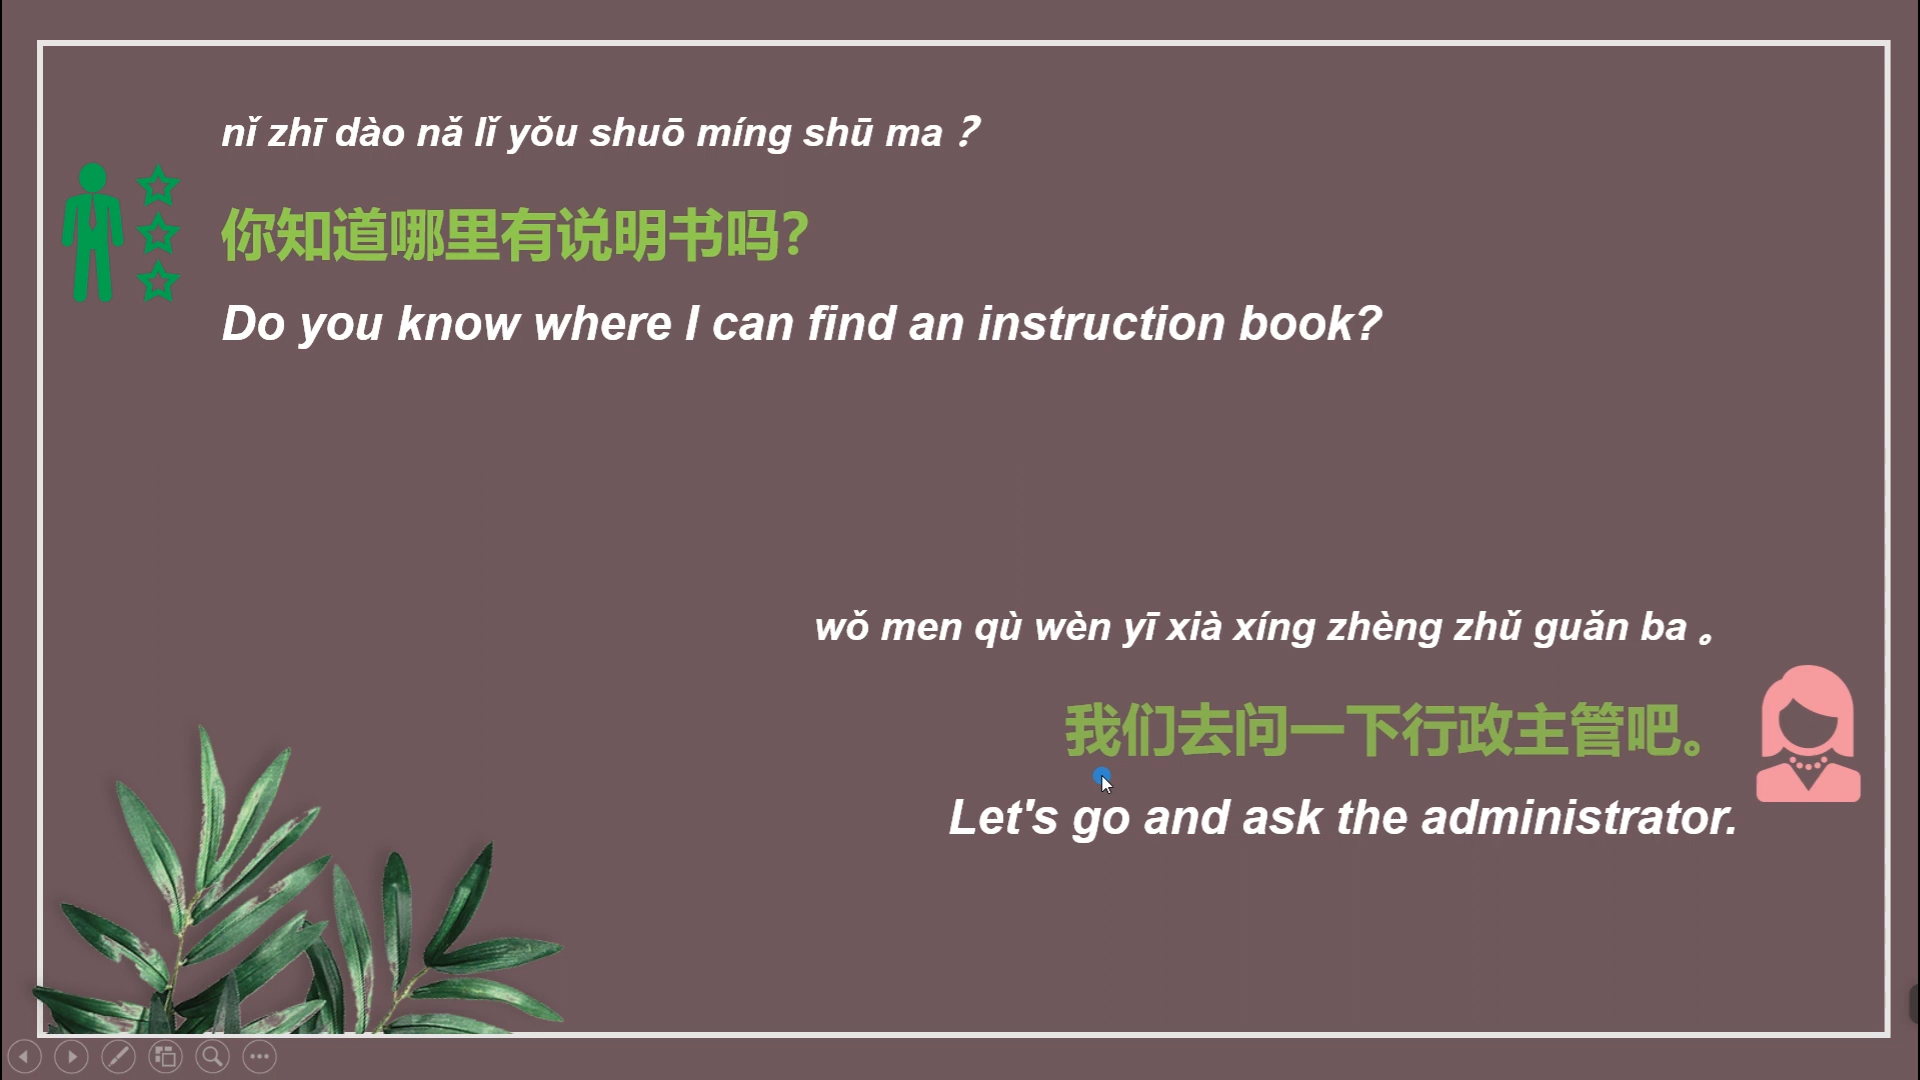 nǐ zhī dào nǎ lǐ yǒu shuō míng shū ma？
你知道哪里有说明书吗?
Do you know where I can find an instruction book?
wǒ men qù wèn yī xià xíng zhèng zhǔ guǎn ba 。
我们去问一下行政主管吧。
Let's go and ask the administrator.